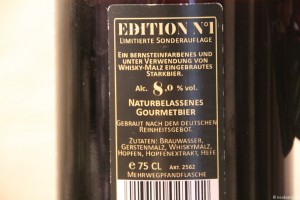 EDITION N°1
LIMITIERTE SONDERAUFLAGE
EIN BERNSTEINFARBENES UND
UNTER VERWENDUNG VON
WHISKY-MALZ EINGEBRAUTES
STARKBIER.
Alc. 8.0 % vol.
NATURBELASSENES
GOURMETBIER
GEBRAUT NACH DEM DEUTSCHEN
REINHEITSGEBOT.
ZUTATEN: BRAUWASSER,
GERSTENMALZ, WHISKYMALZ,
HOPFEN, HOPFENEXTRAKT, HEFE
e 75 CL ART. 2562
MEHRWEGPFANDFLASCHE